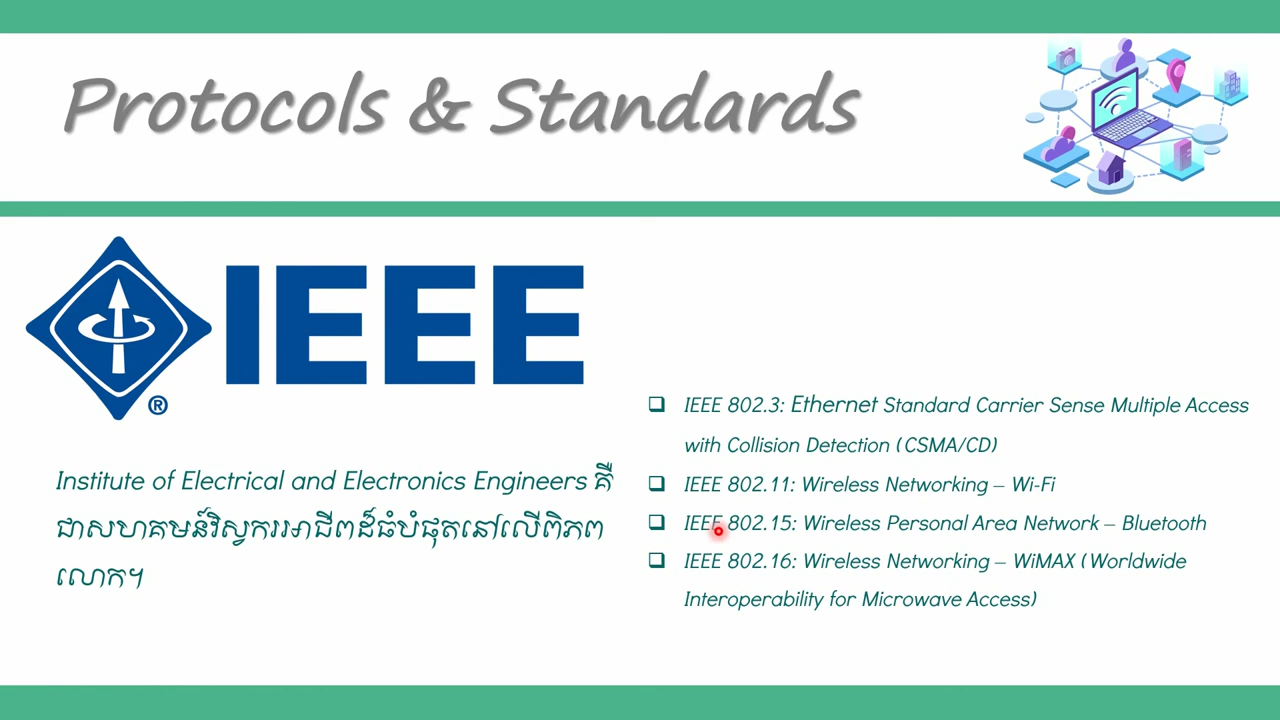 Protocols & Standards
IEEE
®
Institute of Electrical and Electronics Engineers គឺ
ជាសហគមន៍វិស្វករអាជីពដ៏ធំបំផុតនៅលើពិភព
លោក។
❑ IEEE 802.3: Ethernet Standard Carrier Sense Multiple Access
with Collision Detection (CSMA/CD)
❑ IEEE 802.11: Wireless Networking – Wi-Fi
❑ IEEE 802.15: Wireless Personal Area Network – Bluetooth
❑ IEEE 802.16: Wireless Networking – WiMAX (Worldwide
Interoperability for Microwave Access)